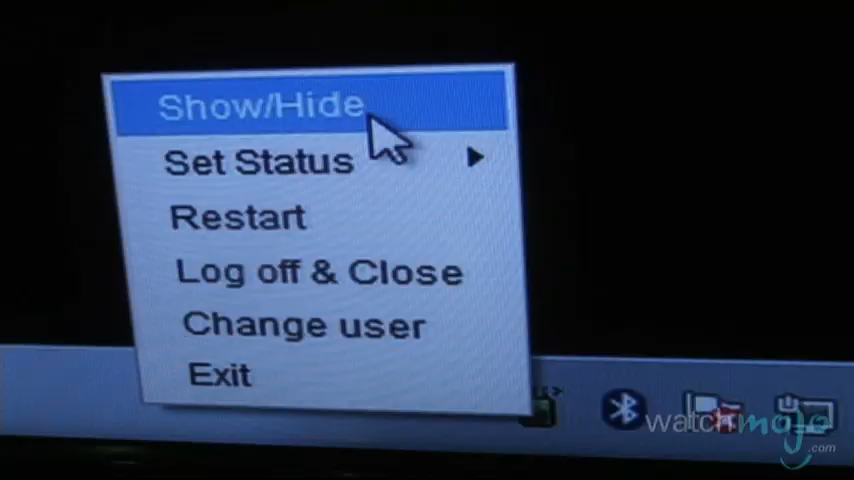 Show/Hide
Set Status
Restart
Log off & Close
Change user
Exit
watchmojo
.com